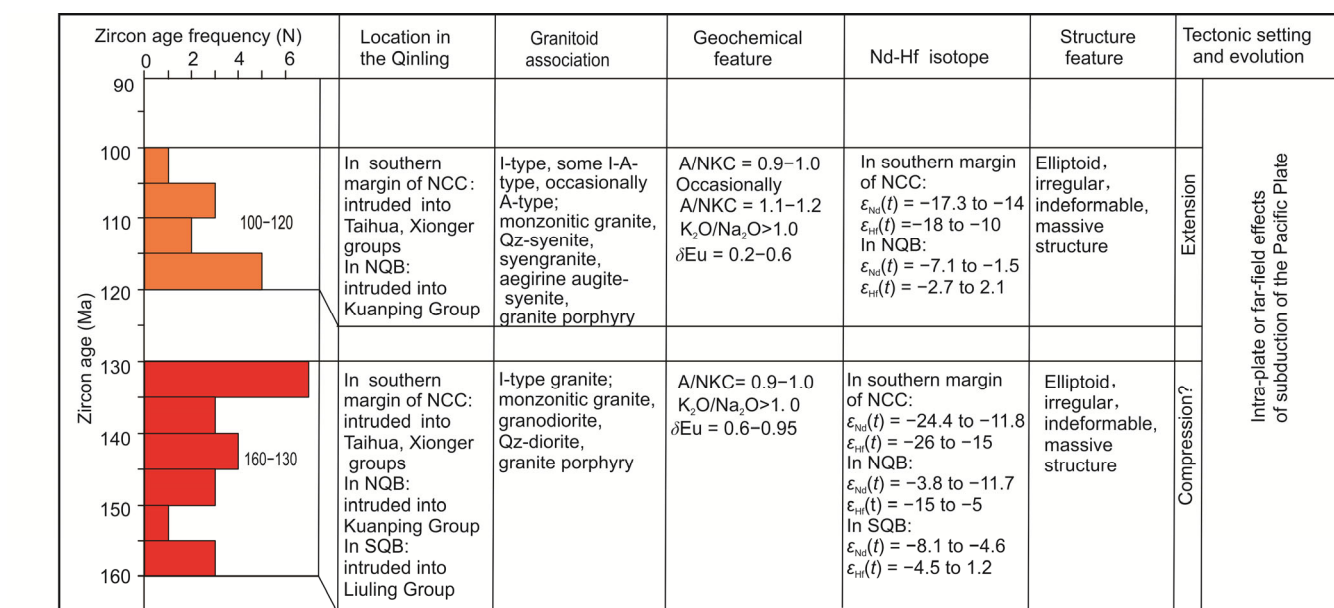 Zircon age frequency (N)
0 2 4 6
Location in
the Qinling
Granitoid
association
Geochemical
feature
Nd-Hf isotope
Structure
feature
Tectonic setting
and evolution
Zircon age (Ma)
90
100
110
120
130
140
150
160
100−120
In southern
margin of NCC:
intruded into
Taihua, Xionger
groups
In NQB:
intruded into
Kuanping Group
I-type, some I-A-
type, occasionally
A-type;
monzonitic granite,
Qz-syenite,
syengranite,
aegirine augite-
syenite,
granite porphyry
A/NKC = 0.9−1.0
Occasionally
A/NKC = 1.1−1.2
K₂O/Na₂O>1.0
δEu = 0.2−0.6
In southern margin
of NCC:
εNd(t) = −17.3 to −14
εHf(t) =−18 to −10
In NQB:
εNd(t) = −7.1 to −1.5
εHf(t) = −2.7 to 2.1
Elliptoid,
irregular,
indeformable,
massive
structure
Extension
160−130
In southern
margin of NCC:
intruded into
Taihua, Xionger
groups
In NQB:
intruded into
Kuanping Group
In SQB:
intruded into
Liuling Group
I-type granite;
monzonitic granite,
granodiorite,
Qz-diorite,
granite porphyry
A/NKC= 0.9−1.0
K₂O/Na₂O>1. 0
δEu = 0.6−0.95
In southern margin
of NCC:
εNd(t) = −24.4 to −11.8
εHf(t) = −26 to −15
In NQB:
εNd(t) = −3.8 to −11.7
εHf(t) = −15 to −5
In SQB:
εNd(t) = −8.1 to −4.6
εHf(t) = −4.5 to 1.2
Elliptoid,
irregular,
indeformable,
massive
structure
Compression?
Intra-plate or far-field effects
of subduction of the Pacific Plate